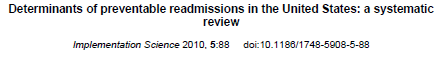 Determinants of preventable readmissions in the United States: a systematic
review
Implementation Science 2010, 5:88 doi:10.1186/1748-5908-5-88